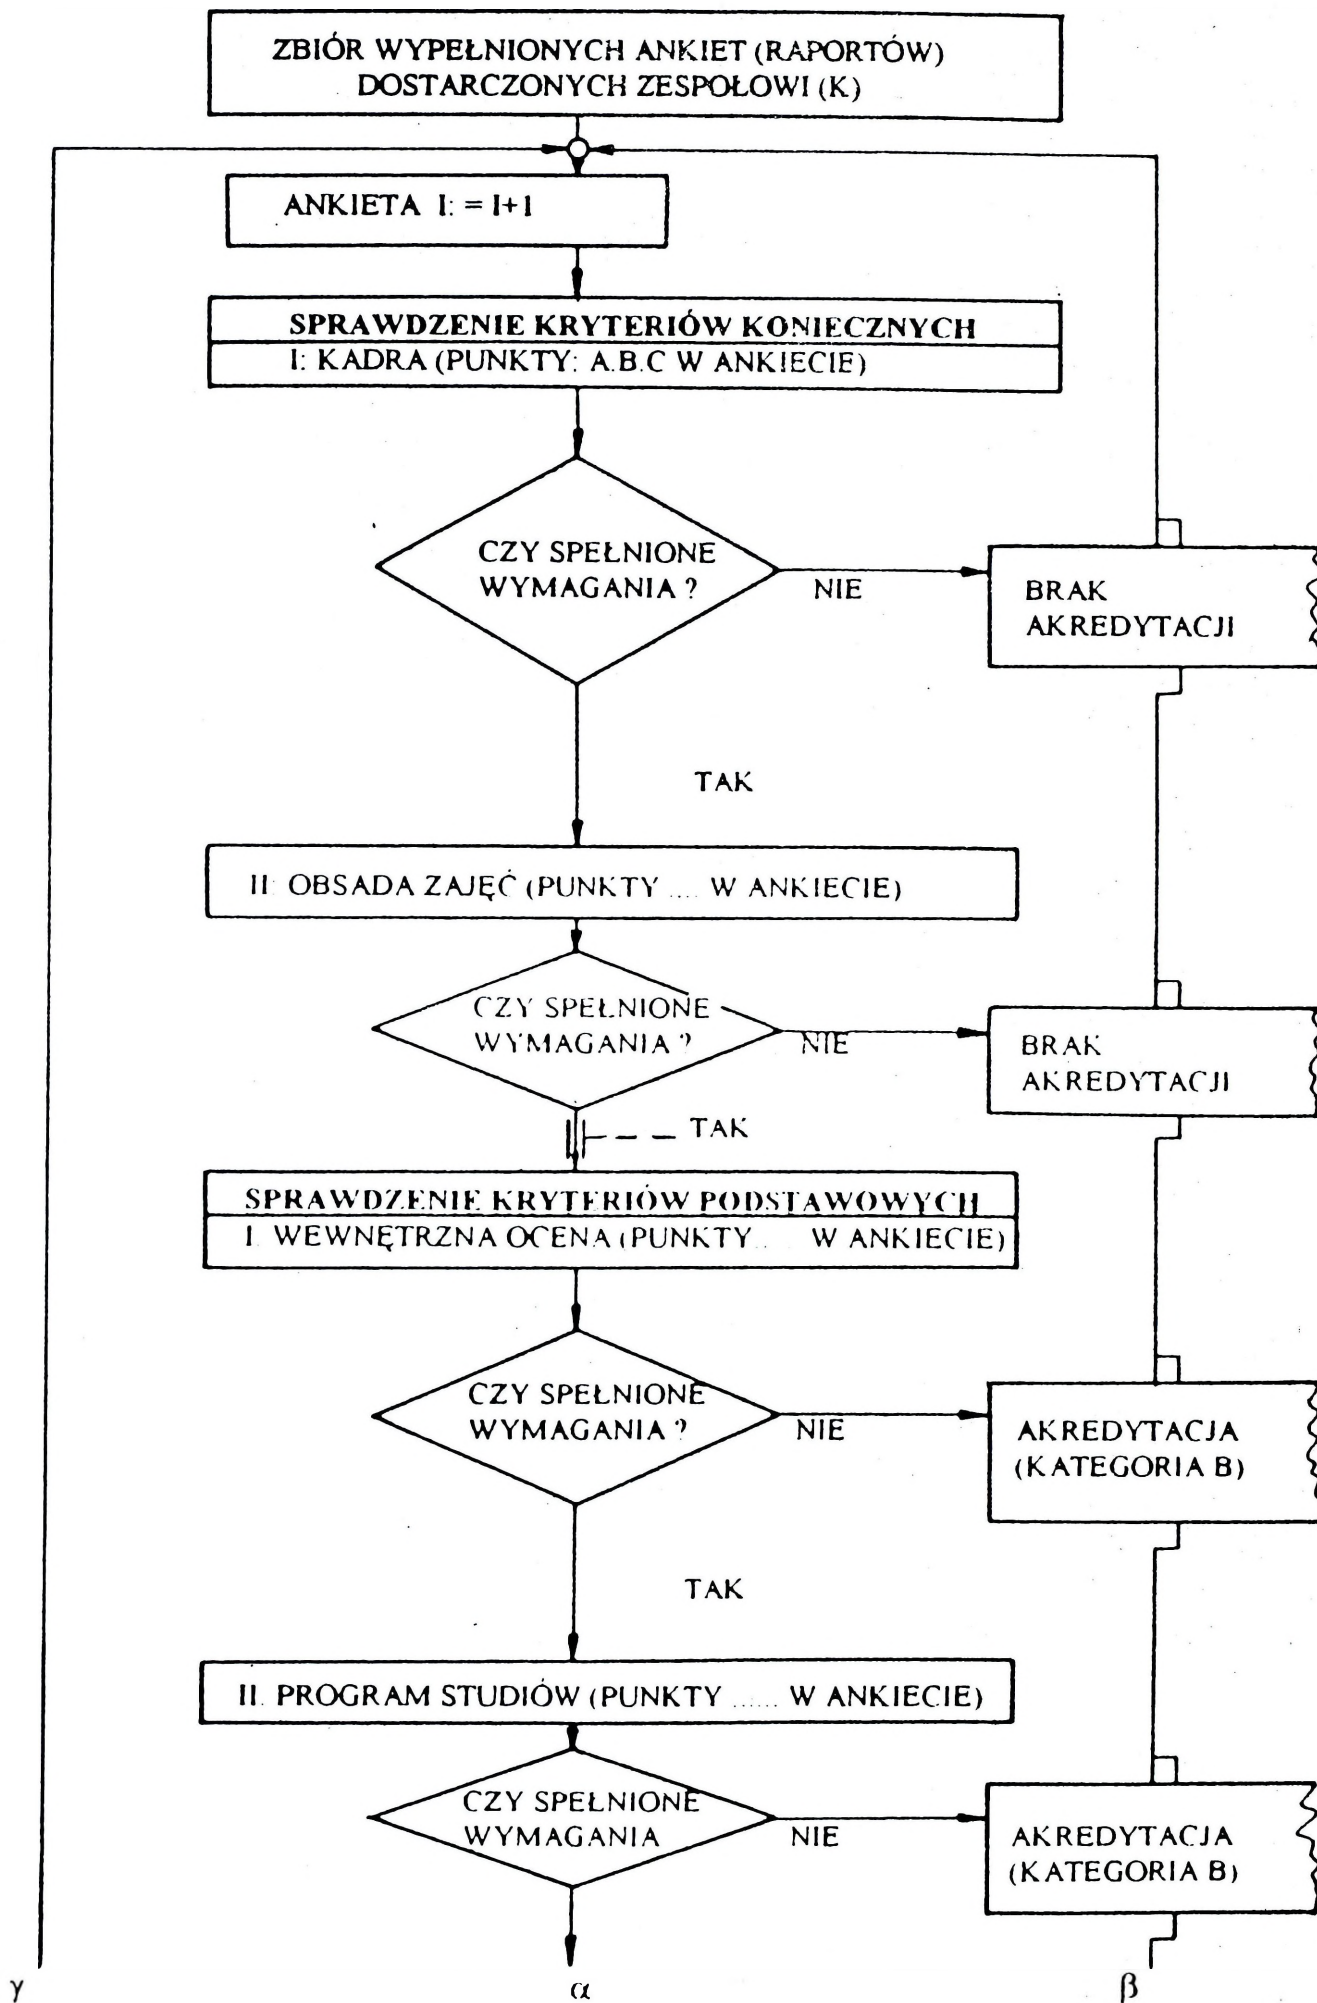 ZBIÓR WYPEŁNIONYCH ANKIET (RAPORTÓW)
DOSTARCZONYCH ZESPOŁOWI (K)
ANKIETA I: = I+1
SPRAWDZENIE KRYTERIÓW KONIECZNYCH
I: KADRA (PUNKTY: A.B.C W ANKIECIE)
CZY SPEŁNIONE
WYMAGANIA ?
NIE
BRAK
AKREDYTACJI
TAK
II: OBSADA ZAJĘĆ (PUNKTY .... W ANKIECIE)
CZY SPEŁNIONE
WYMAGANIA ?
NIE
BRAK
AKREDYTACJI
TAK
SPRAWDZENIE KRYTERIÓW PODSTAWOWYCH
I. WEWNĘTRZNA OCENA (PUNKTY... W ANKIECIE)
CZY SPEŁNIONE
WYMAGANIA ?
NIE
AKREDYTACJA
(KATEGORIA B)
TAK
II. PROGRAM STUDIÓW (PUNKTY ...... W ANKIECIE)
CZY SPEŁNIONE
WYMAGANIA
NIE
AKREDYTACJA
(KATEGORIA B)
γ
α
β